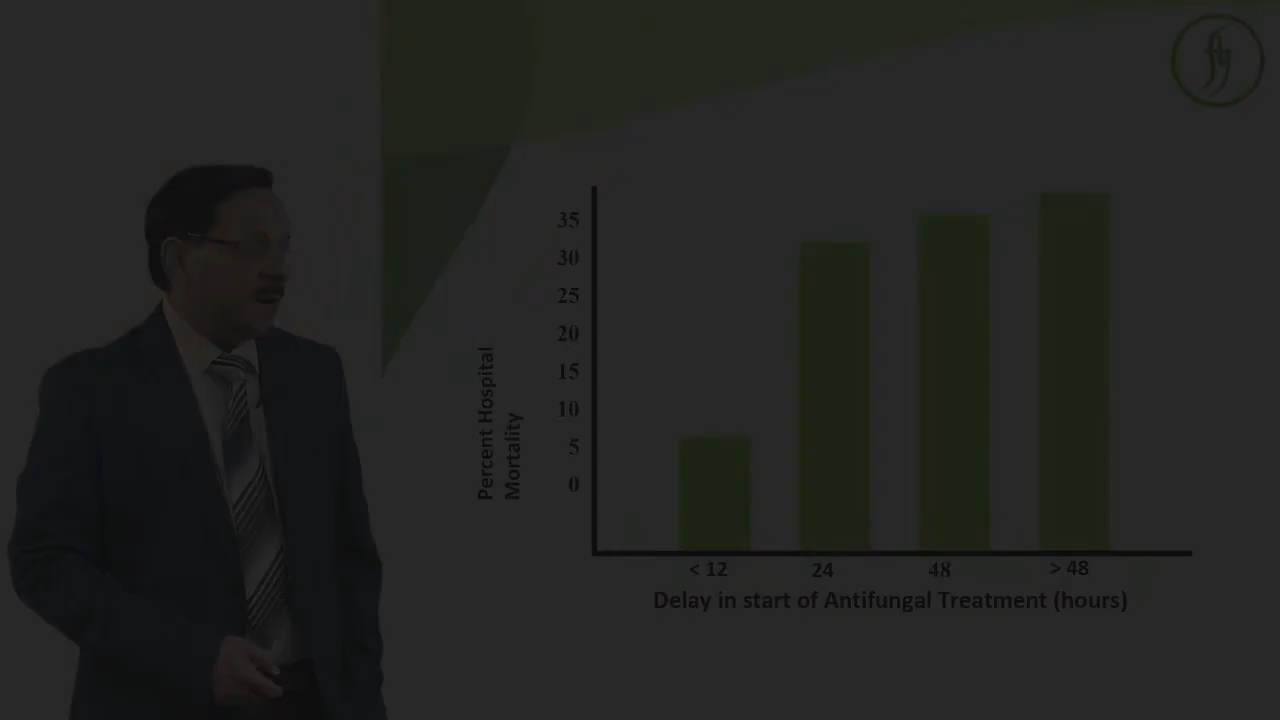 35
30
25
20
15
10
5
0
Percent Hospital
Mortality
< 12 24 48 > 48
Delay in start of Antifungal Treatment (hours)